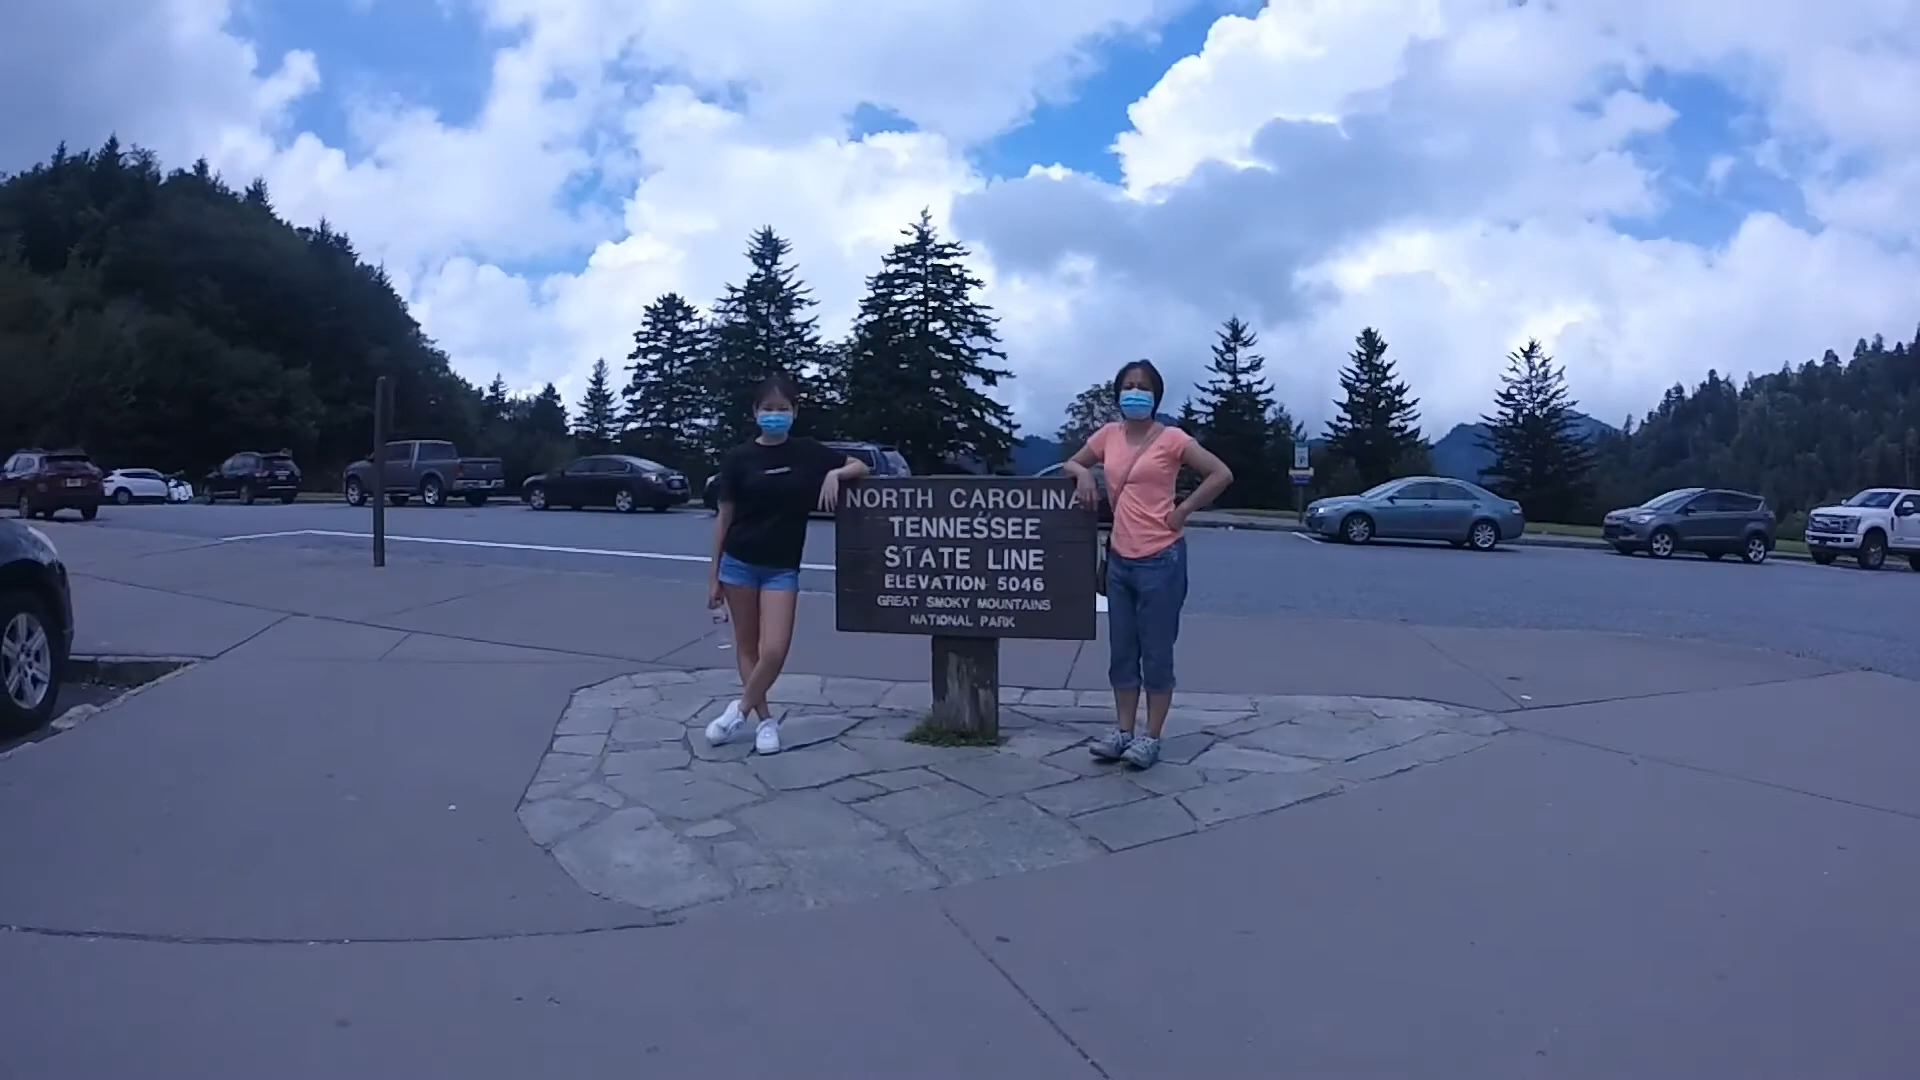 NORTH CAROLINA
TENNESSEE
STATE LINE
ELEVATION 5046
GREAT SMOKY MOUNTAINS
NATIONAL PARK